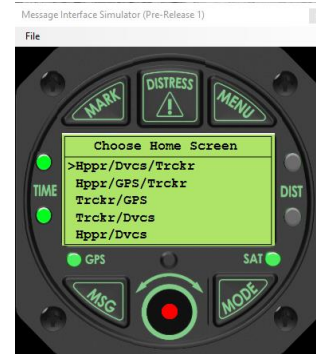 Message Interface Simulator (Pre-Release 1)
File
MARK
DISTRESS
MENU
Choose Home Screen
>Hppr/Dvcs/Trckr
Hppr/GPS/Trckr
Trckr/GPS
Trckr/Dvcs
Hppr/Dvcs
TIME
DIST
GPS
SAT
MSG
MODE